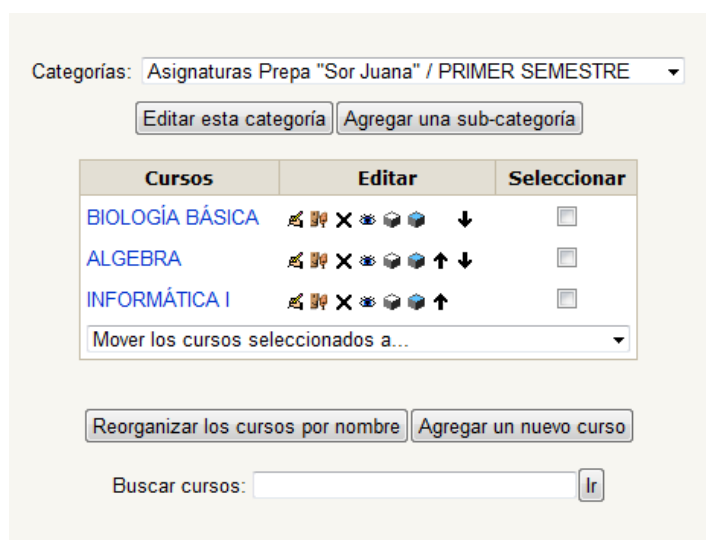 Categorías: Asignaturas Prepa "Sor Juana" / PRIMER SEMESTRE
Editar esta categoría Agregar una sub-categoría
Cursos Editar Seleccionar
BIOLOGÍA BÁSICA
ALGEBRA
INFORMÁTICA I
Mover los cursos seleccionados a...
Reorganizar los cursos por nombre Agregar un nuevo curso
Buscar cursos: Ir